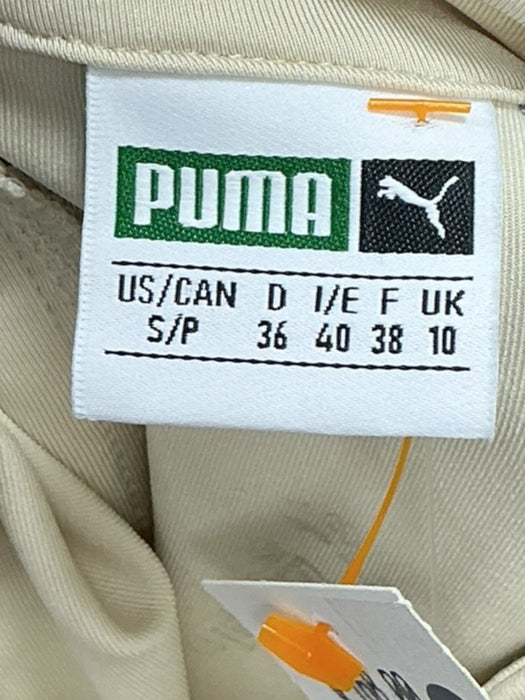 PUMA
US/CAN D I/E F UK
S/P 36 40 38 10